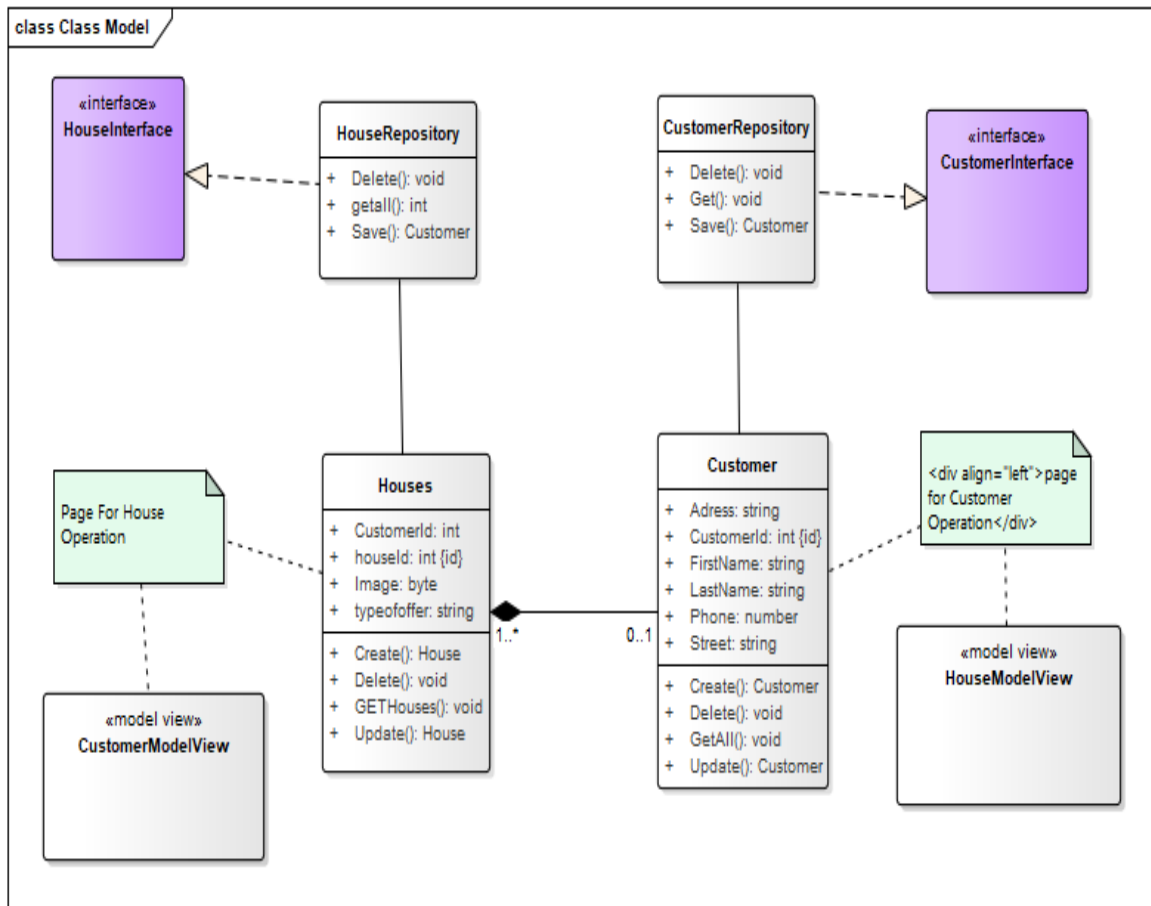 class Class Model
«interface»
HouseInterface
HouseRepository
+ Delete(): void
+ getall(): int
+ Save(): Customer
CustomerRepository
+ Delete(): void
+ Get(): void
+ Save(): Customer
«interface»
CustomerInterface
Page For House
Operation
Houses
+ CustomerId: int
+ houseId: int {id}
+ Image: byte
+ typeofoffer: string
+ Create(): House
+ Delete(): void
+ GETHouses(): void
+ Update(): House
1..*
0..1
Customer
+ Adress: string
+ CustomerId: int {id}
+ FirstName: string
+ LastName: string
+ Phone: number
+ Street: string
+ Create(): Customer
+ Delete(): void
+ GetAll(): void
+ Update(): Customer
<div align="left">page
for Customer
Operation</div>
«model view»
CustomerModelView
«model view»
HouseModelView